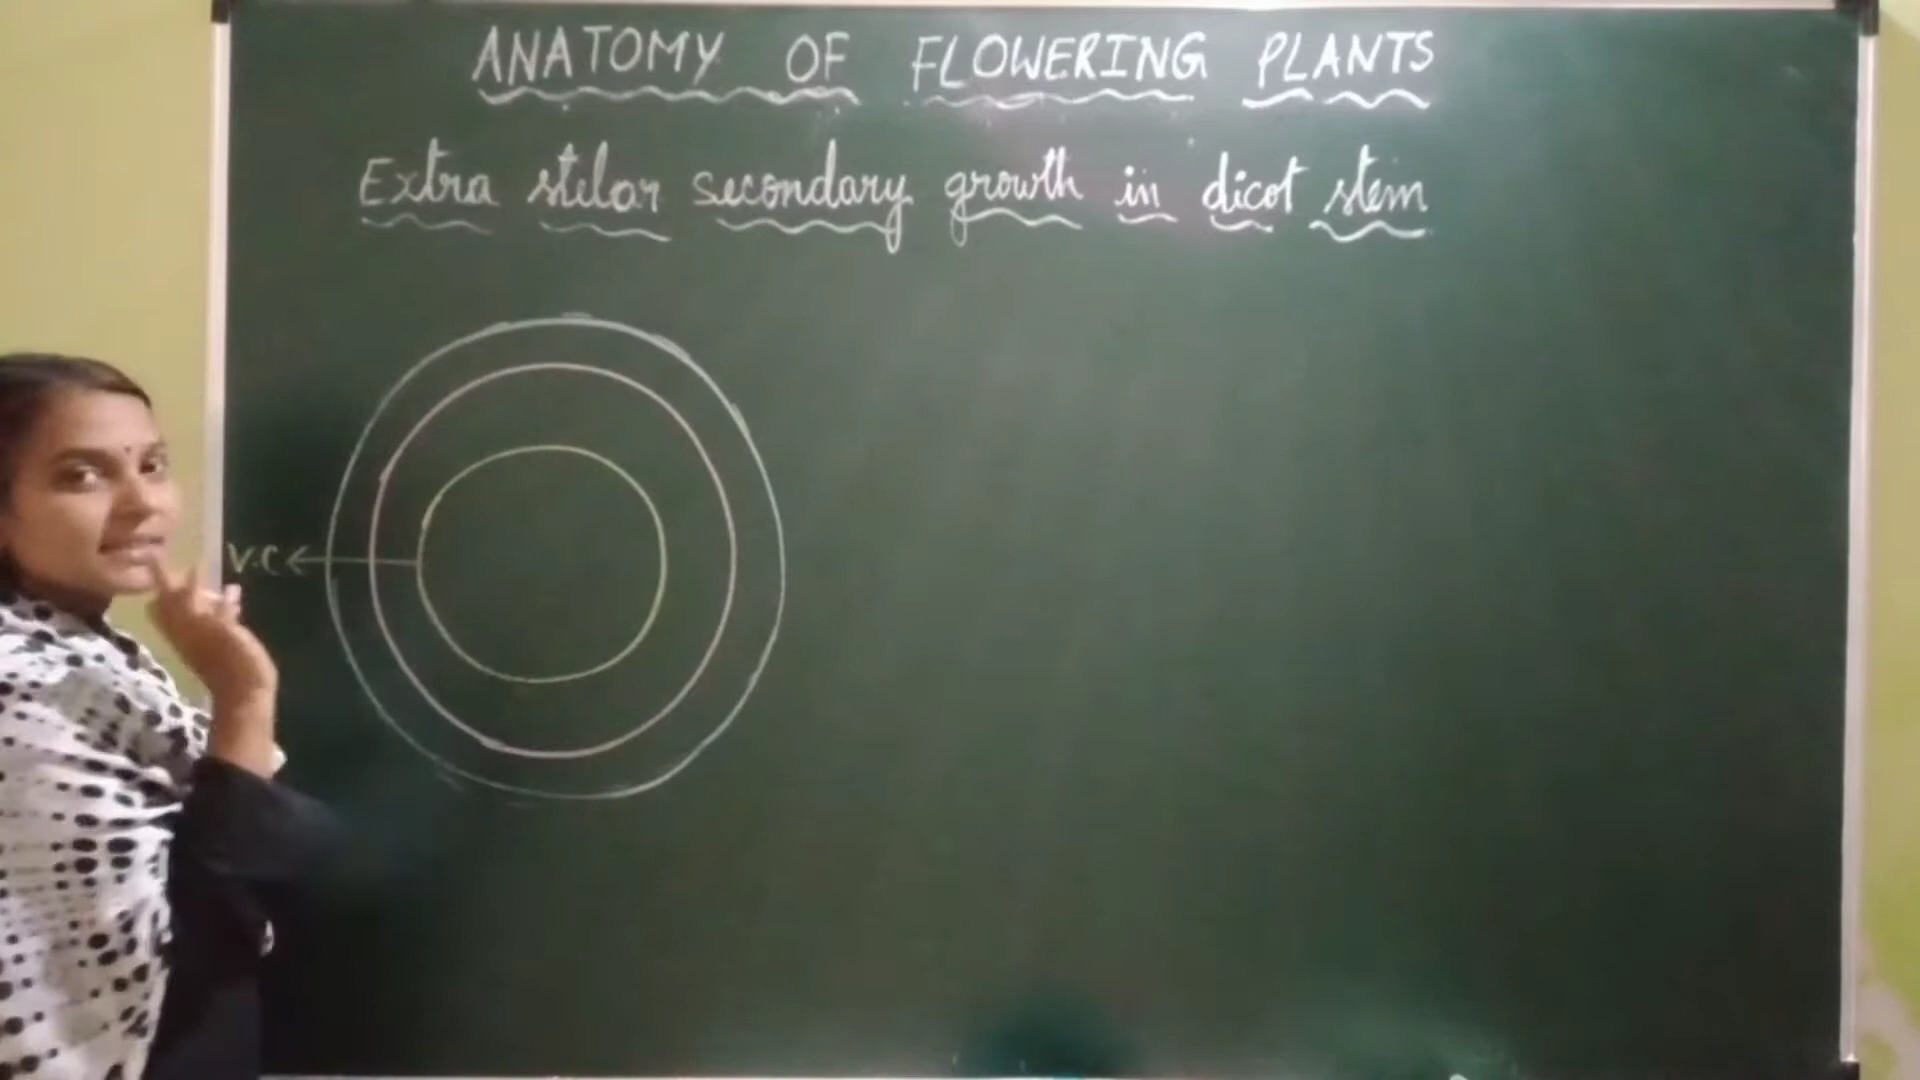 ANATOMY OF FLOWERING PLANTS
Extra stelar secondary growth in dicot stem
V.C